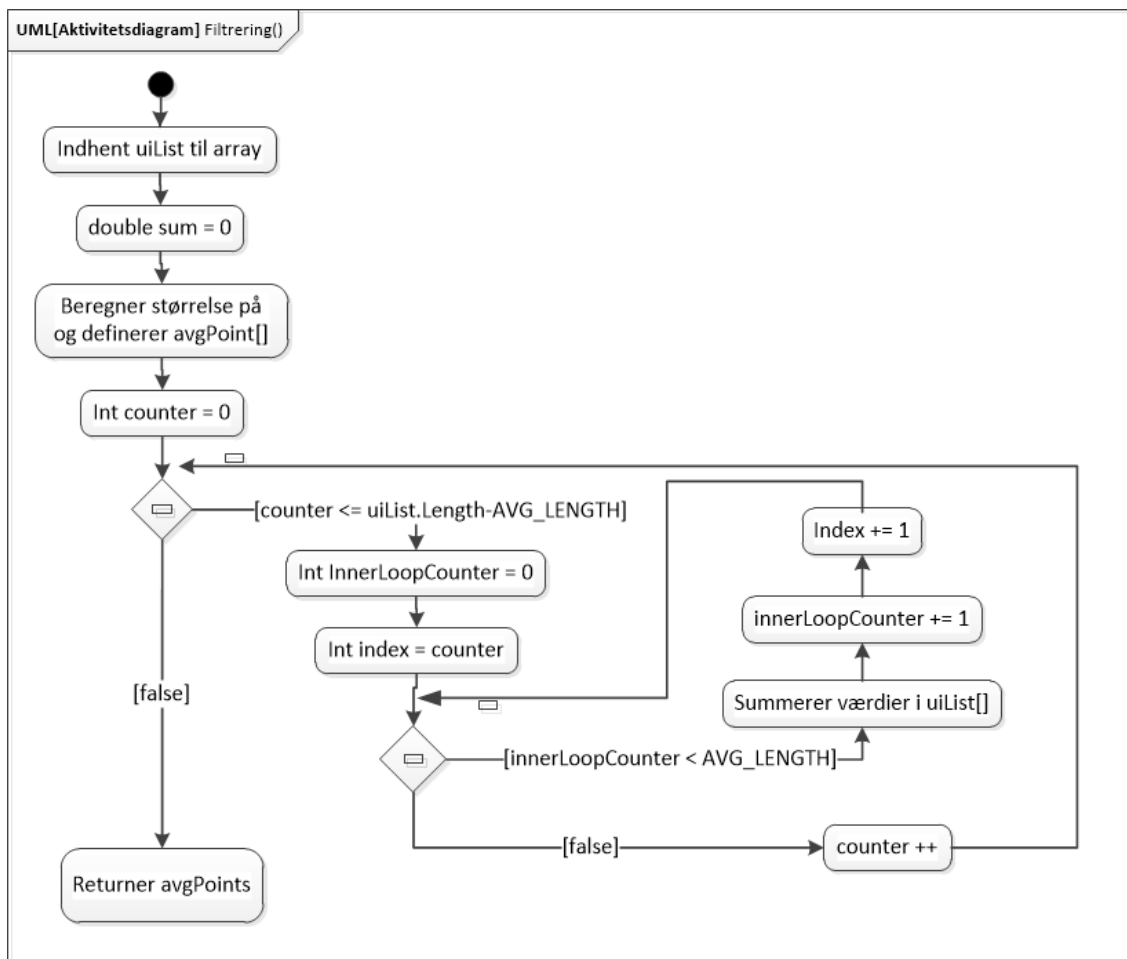 UML[Aktivitetsdiagram] Filtrering()
Indhent uiList til array
double sum = 0
Beregner størrelse på
og definerer avgPoint[]
Int counter = 0
[counter <= uiList.Length-AVG_LENGTH]
Int InnerLoopCounter = 0
Int index = counter
Index += 1
innerLoopCounter += 1
Summerer værdier i uiList[]
[false]
[innerLoopCounter < AVG_LENGTH]
[false]
counter ++
Returner avgPoints